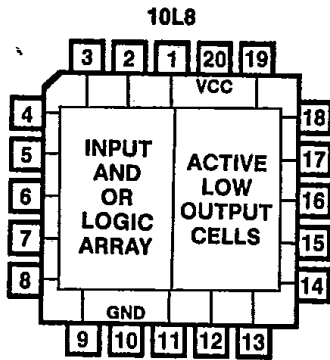 10L8
3 2 1 20 19
VCC
4
5
6
7
8
INPUT
AND
OR
LOGIC
ARRAY
ACTIVE
LOW
OUTPUT
CELLS
18
17
16
15
14
GND
9 10 11 12 13